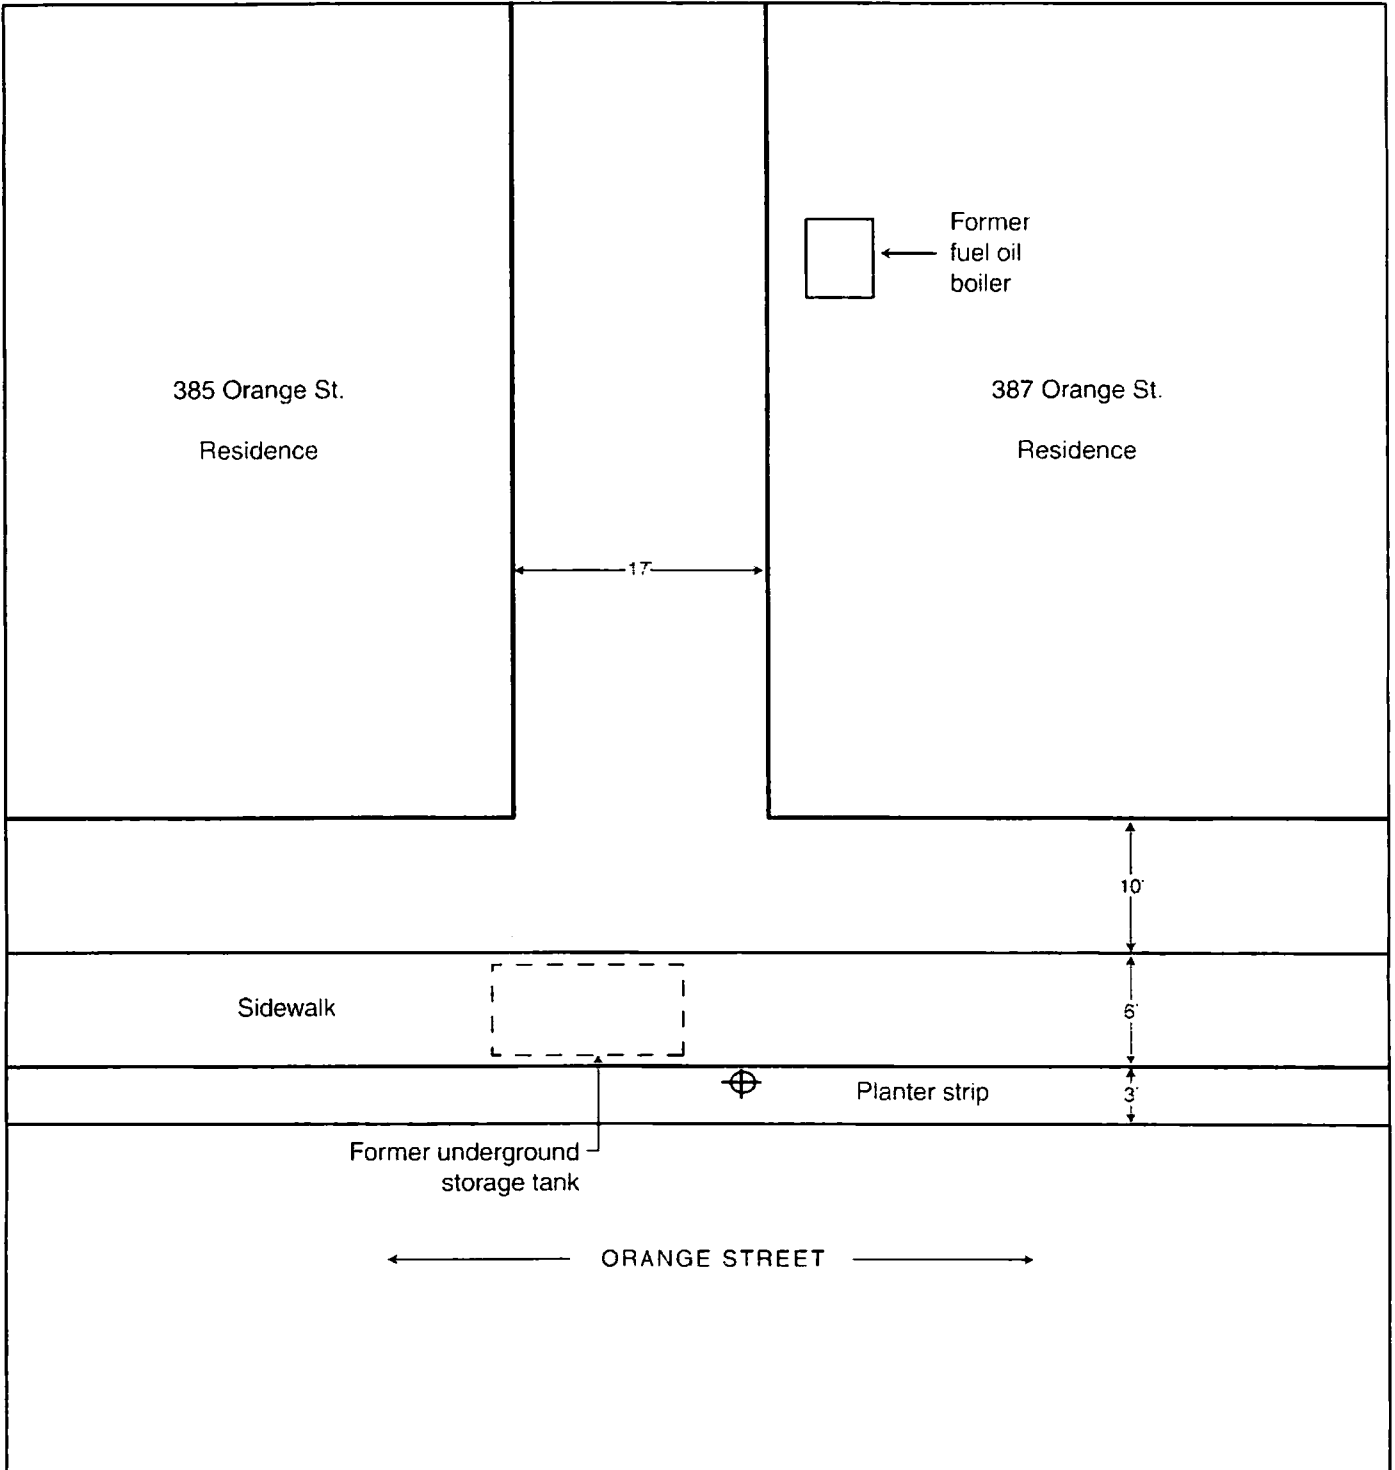 Former
fuel oil
boiler
385 Orange St.
Residence
387 Orange St.
Residence
17'
10'
Sidewalk
6'
Planter strip
3'
Former underground
storage tank
ORANGE STREET